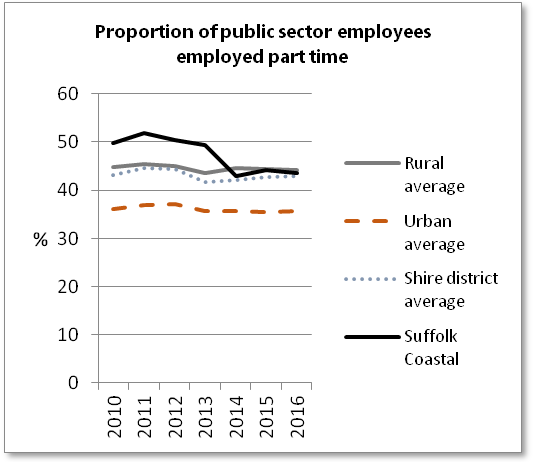 Proportion of public sector employees
employed part time
60
50
40
30
20
10
0
%
2010
2011
2012
2013
2014
2015
2016
Rural
average
Urban
average
Shire district
average
Suffolk
Coastal